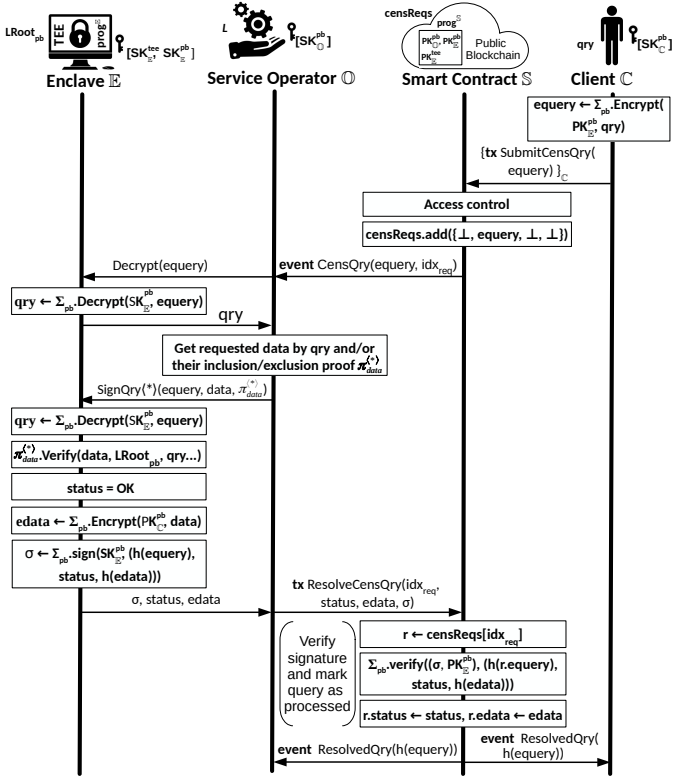 LRoot_pb
TEE
prog^𝔼
[SK_𝔼^tee, SK_𝔼^pb]
Enclave 𝔼
L
[SK_𝕆^pb]
Service Operator 𝕆
censReqs
prog^𝕊
PK_𝕆^pb, PK_𝔼^pb
PK_𝔼^tee
Public
Blockchain
Smart Contract 𝕊
qry
[SK_ℂ^pb]
Client ℂ
equery ← Σ_pb.Encrypt(
PK_𝔼^pb, qry)
{tx SubmitCensQry(
equery) }_ℂ
Access control
censReqs.add({⊥, equery, ⊥, ⊥})
Decrypt(equery)
event CensQry(equery, idx_req)
qry ← Σ_pb.Decrypt(SK_𝔼^pb, equery)
qry
Get requested data by qry and/or
their inclusion/exclusion proof π_data^⟨*⟩
SignQry⟨*⟩(equery, data, π_data^⟨*⟩)
qry ← Σ_pb.Decrypt(SK_𝔼^pb, equery)
π_data^⟨*⟩.Verify(data, LRoot_pb, qry...)
status = OK
edata ← Σ_pb.Encrypt(PK_ℂ^pb, data)
σ ← Σ_pb.sign(SK_𝔼^pb, (h(equery),
status, h(edata)))
σ, status, edata
tx ResolveCensQry(idx_req,
status, edata, σ)
Verify
signature
and mark
query as
processed
r ← censReqs[idx_req]
Σ_pb.verify((σ, PK_𝔼^pb), (h(r.equery),
status, h(edata)))
r.status ← status, r.edata ← edata
event ResolvedQry(h(equery))
event ResolvedQry(
h(equery))